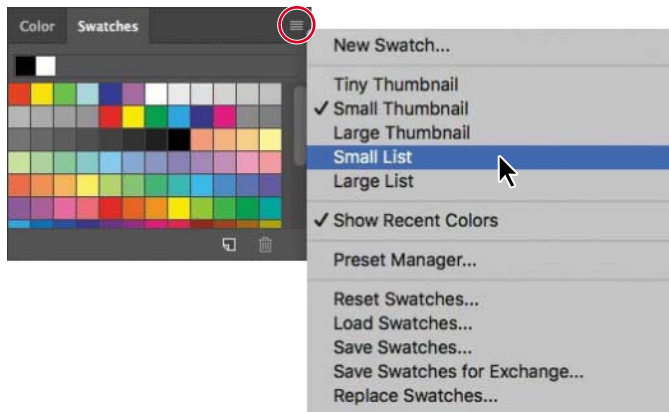 Color Swatches
New Swatch...
Tiny Thumbnail
✓ Small Thumbnail
Large Thumbnail
Small List
Large List
✓ Show Recent Colors
Preset Manager...
Reset Swatches...
Load Swatches...
Save Swatches...
Save Swatches for Exchange...
Replace Swatches...